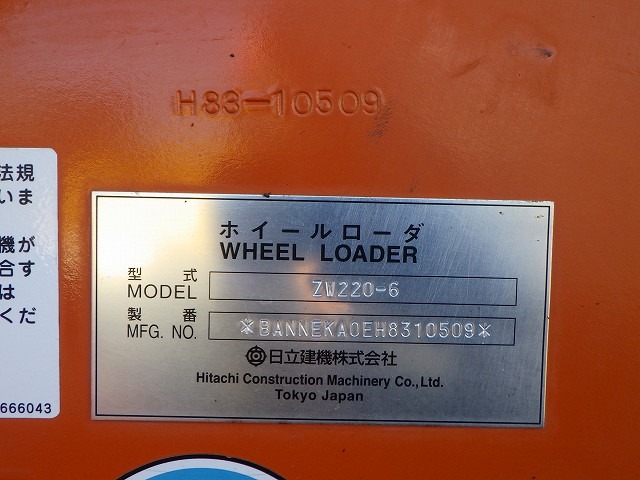 H83-10509
法規
いま
機が
合す
は
くだ
666043
ホイールローダ
WHEEL LOADER
型式
MODEL ZW220-6
製番
MFG. NO. *BANNEKA0EH8310509*
日立建機株式会社
Hitachi Construction Machinery Co., Ltd.
Tokyo Japan